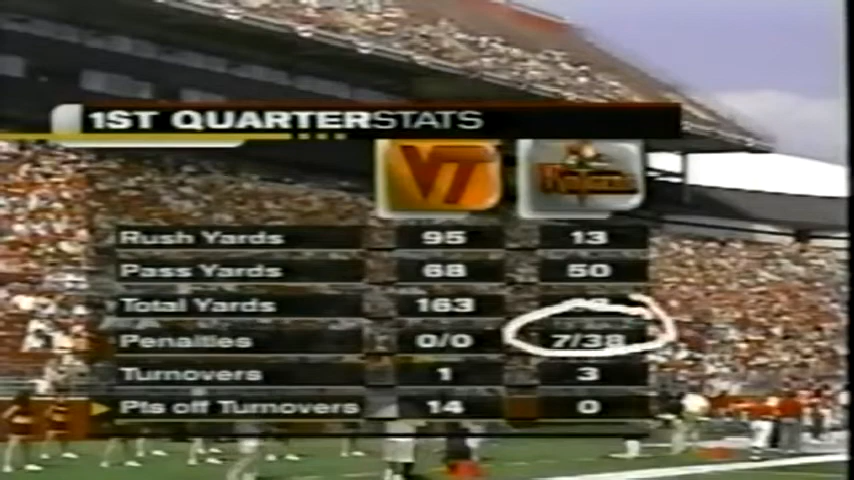 1ST QUARTERSTATS
VT
Rush Yards 95 13
Pass Yards 68 50
Total Yards 163
Penalties 0/0 7/38
Turnovers 1 3
Pts off Turnovers 14 0